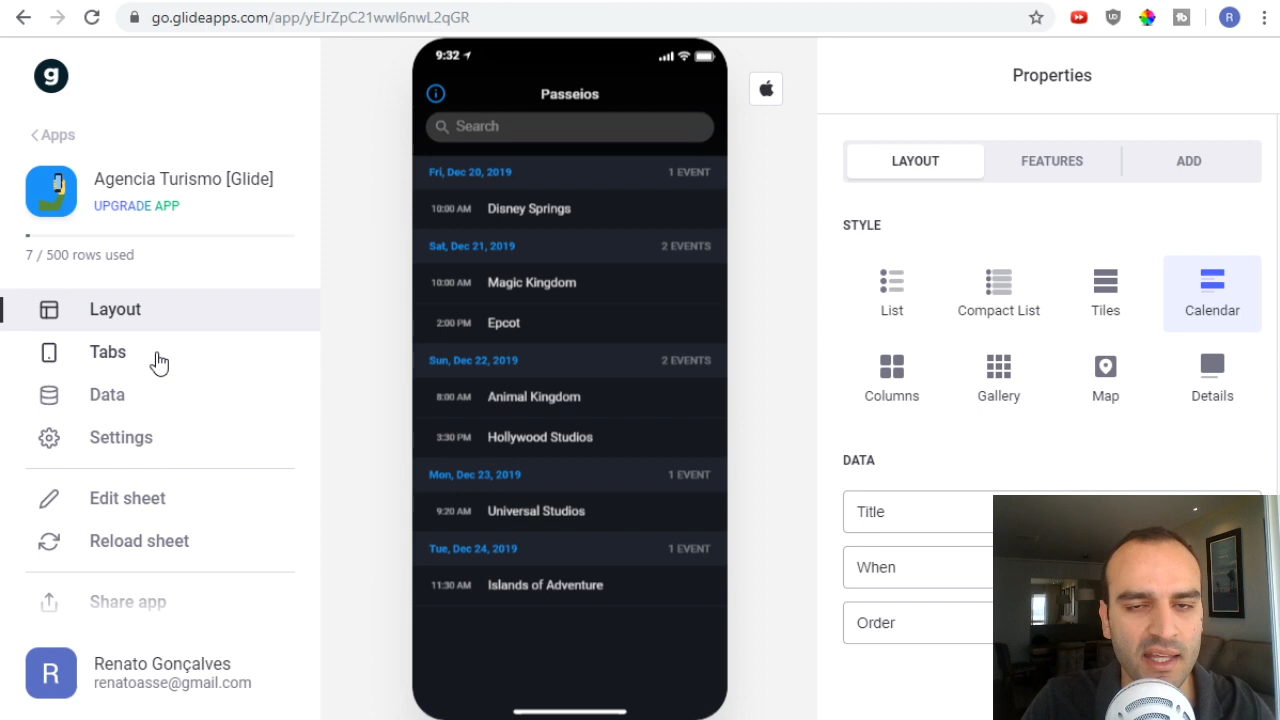 go.glideapps.com/app/yEJrZpC21wwl6nwL2qGR
UD
R
g
Apps
Agencia Turismo [Glide]
UPGRADE APP
7 / 500 rows used
Layout
Tabs
Data
Settings
Edit sheet
Reload sheet
Share app
R
Renato Gonçalves
renatoasse@gmail.com
9:32
Passeios
Search
Fri, Dec 20, 2019 1 EVENT
10:00 AM Disney Springs
Sat, Dec 21, 2019 2 EVENTS
10:00 AM Magic Kingdom
2:00 PM Epcot
Sun, Dec 22, 2019 2 EVENTS
8:00 AM Animal Kingdom
3:30 PM Hollywood Studios
Mon, Dec 23, 2019 1 EVENT
9:20 AM Universal Studios
Tue, Dec 24, 2019 1 EVENT
11:30 AM Islands of Adventure
Properties
LAYOUT FEATURES ADD
STYLE
List Compact List Tiles Calendar
Columns Gallery Map Details
DATA
Title
When
Order